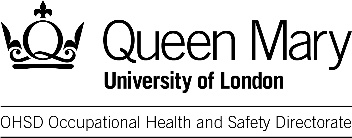 Queen Mary
University of London
OHSD Occupational Health and Safety Directorate